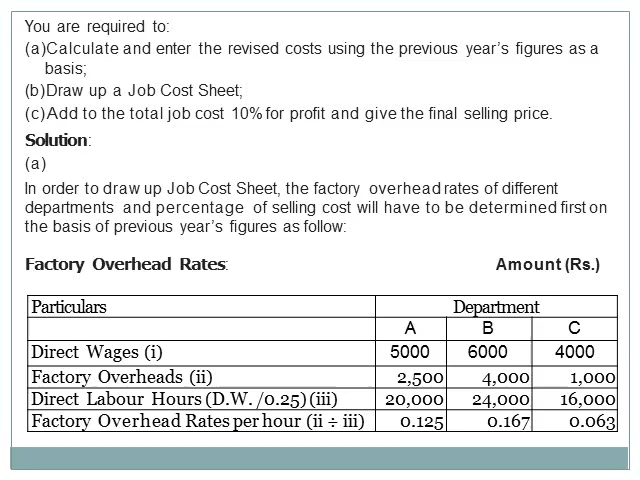 You are required to:
(a)Calculate and enter the revised costs using the previous year’s figures as a
basis;
(b)Draw up a Job Cost Sheet;
(c)Add to the total job cost 10% for profit and give the final selling price.
Solution:
(a)
In order to draw up Job Cost Sheet, the factory overhead rates of different
departments and percentage of selling cost will have to be determined first on
the basis of previous year’s figures as follow:
Factory Overhead Rates: Amount (Rs.)
Particulars Department
A B C
Direct Wages (i) 5000 6000 4000
Factory Overheads (ii) 2,500 4,000 1,000
Direct Labour Hours (D.W. /0.25) (iii) 20,000 24,000 16,000
Factory Overhead Rates per hour (ii ÷ iii) 0.125 0.167 0.063